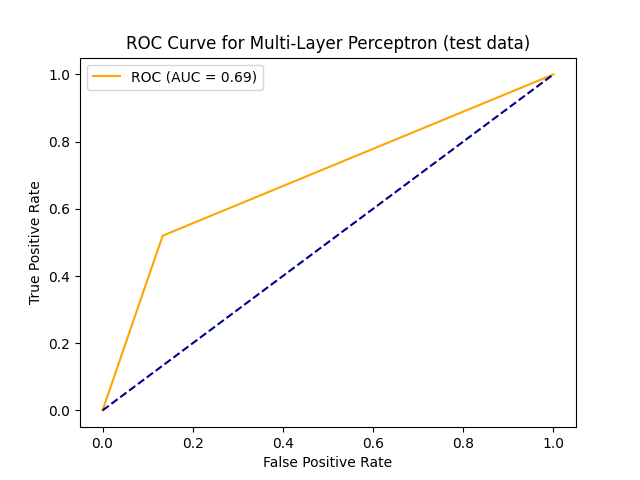 ROC Curve for Multi-Layer Perceptron (test data)
ROC (AUC = 0.69)
True Positive Rate
1.0
0.8
0.6
0.4
0.2
0.0
0.0 0.2 0.4 0.6 0.8 1.0
False Positive Rate